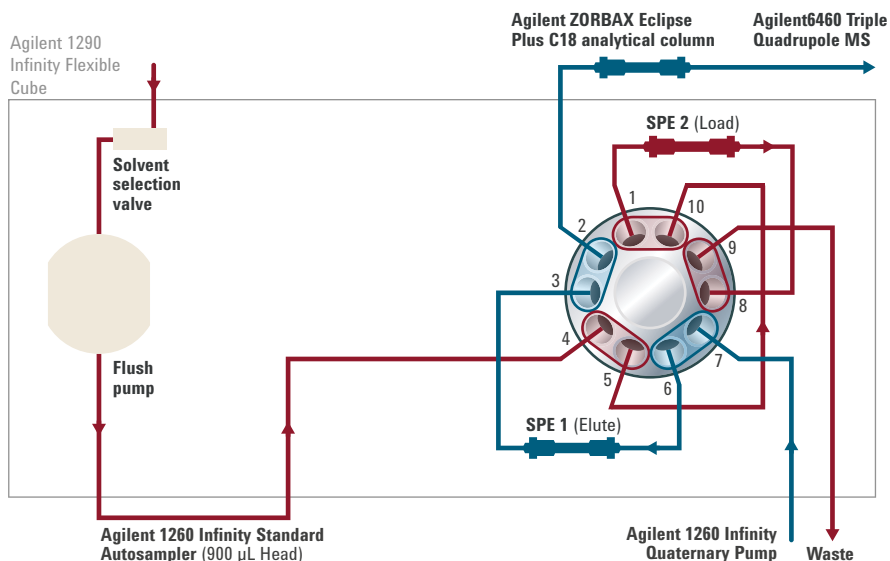 Agilent 1290
Infinity Flexible
Cube
Agilent ZORBAX Eclipse
Plus C18 analytical column
Agilent6460 Triple
Quadrupole MS
SPE 2 (Load)
Solvent
selection
valve
1
10
2
9
3
8
4
7
5
6
Flush
pump
SPE 1 (Elute)
Agilent 1260 Infinity Standard
Autosampler (900 µL Head)
Agilent 1260 Infinity
Quaternary Pump
Waste